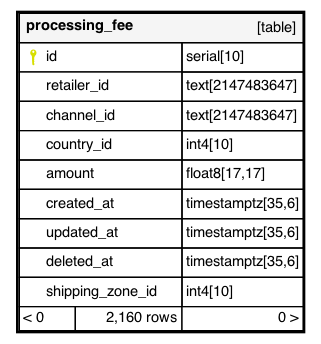 processing_fee [table]
id serial[10]
retailer_id text[2147483647]
channel_id text[2147483647]
country_id int4[10]
amount float8[17,17]
created_at timestamptz[35,6]
updated_at timestamptz[35,6]
deleted_at timestamptz[35,6]
shipping_zone_id int4[10]
< 0 2,160 rows 0 >